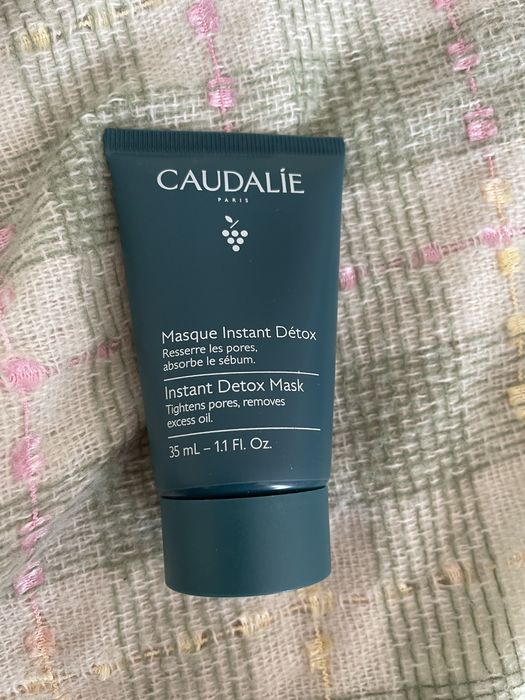 CAUDALÍE
PARIS
Masque Instant Détox
Resserre les pores,
absorbe le sébum.
Instant Detox Mask
Tightens pores, removes
excess oil.
35 mL – 1.1 Fl. Oz.